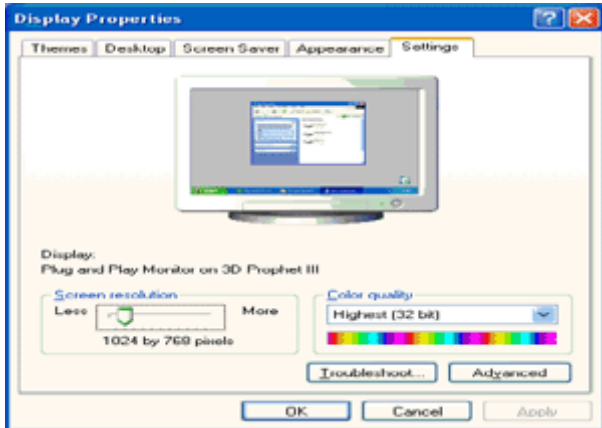 Display Properties
Themes Desktop Screen Saver Appearance Settings
Display:
Plug and Play Monitor on 3D Prophet III
Screen resolution
Less More
1024 by 768 pixels
Color quality
Highest (32 bit)
Troubleshoot... Advanced
OK Cancel Apply